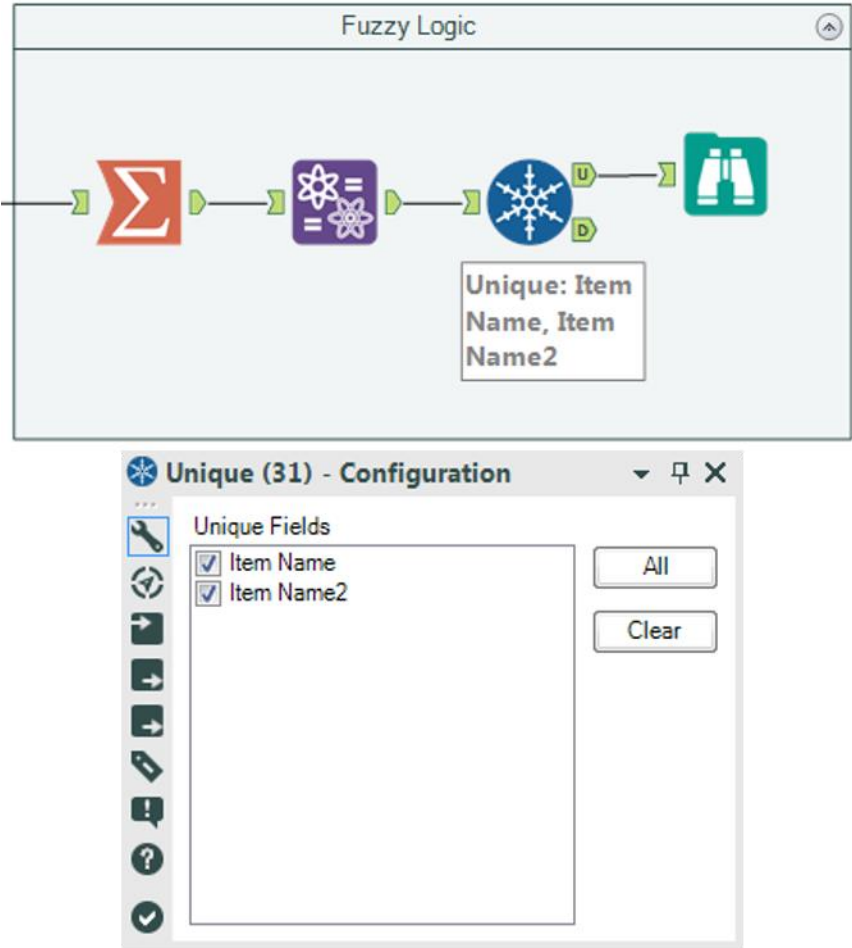 Fuzzy Logic
U
D
Unique: Item
Name, Item
Name2
Unique (31) - Configuration
Unique Fields
Item Name
Item Name2
All
Clear